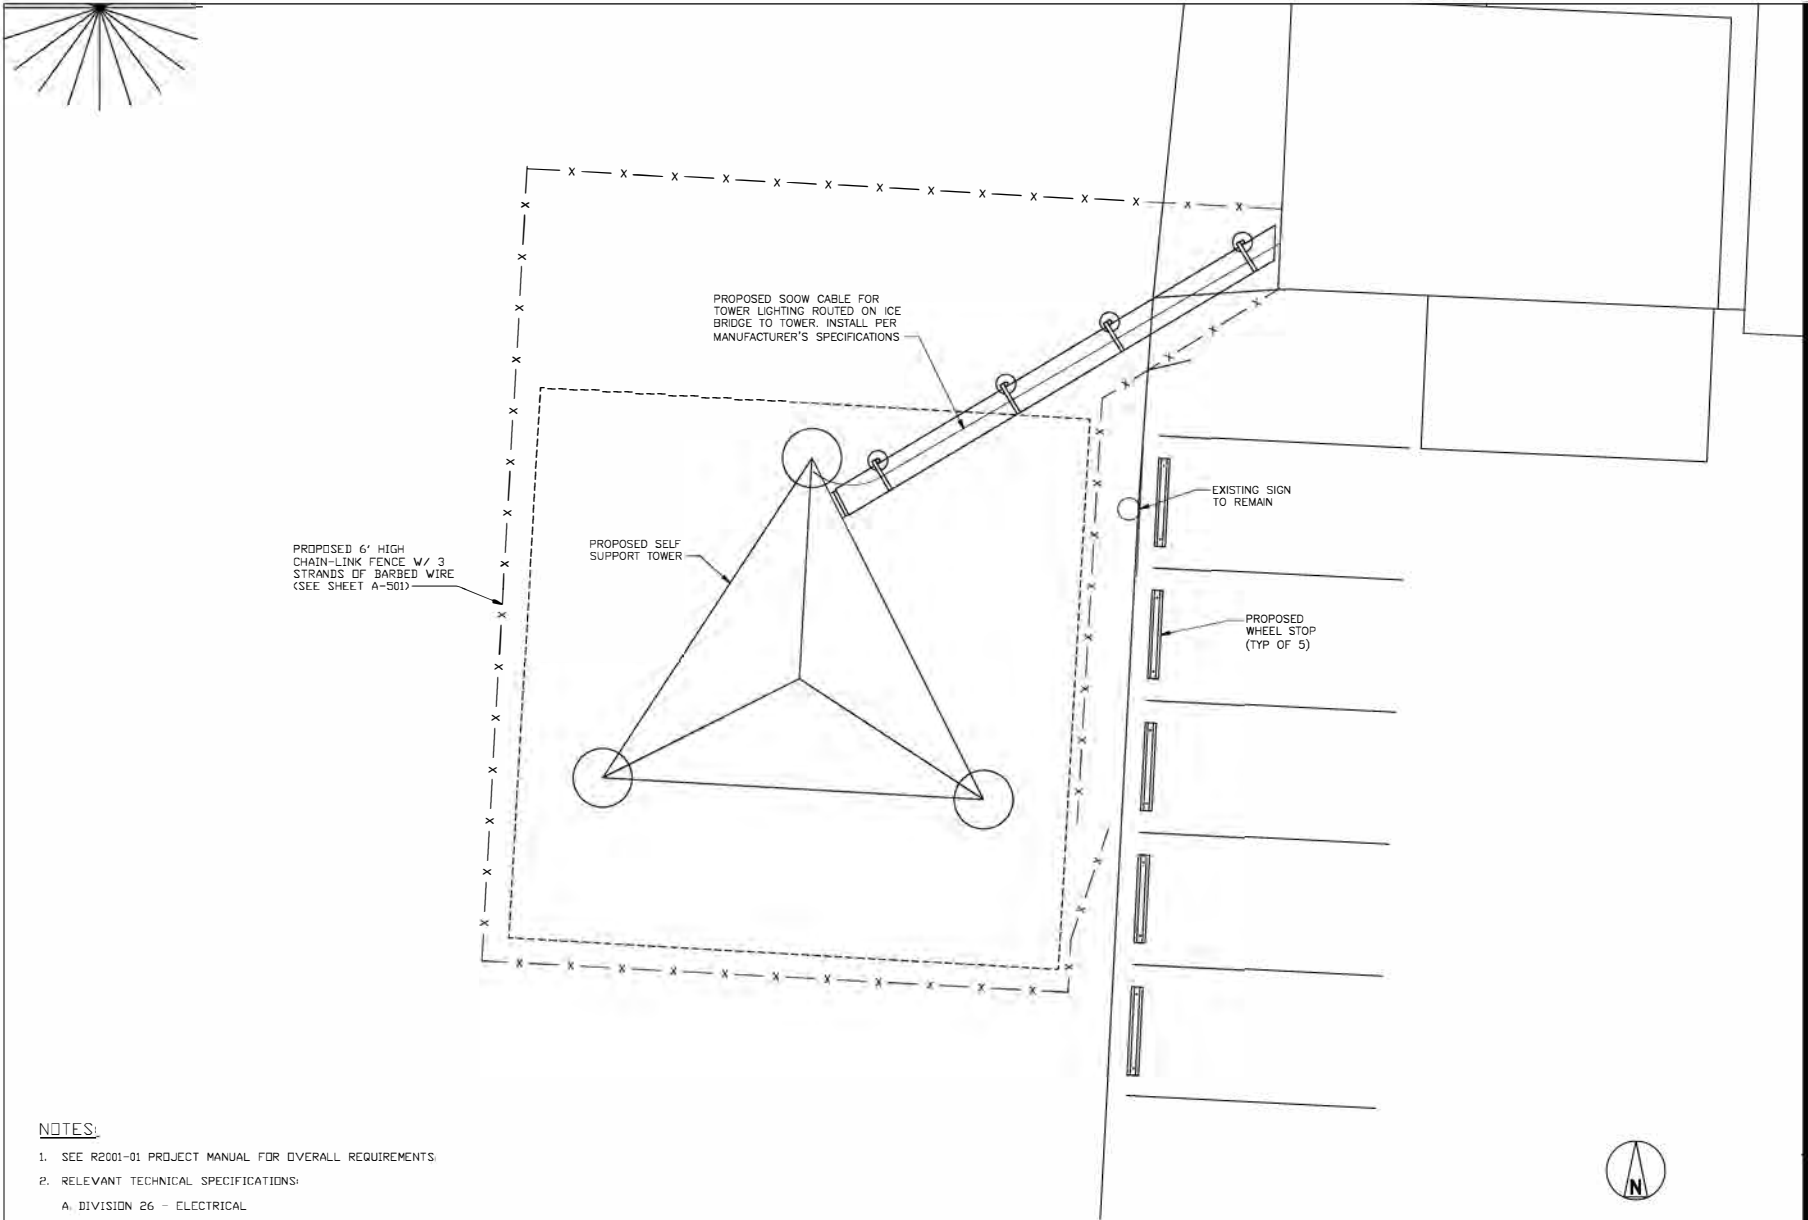 PROPOSED SOOW CABLE FOR
TOWER LIGHTING ROUTED ON ICE
BRIDGE TO TOWER. INSTALL PER
MANUFACTURER'S SPECIFICATIONS
EXISTING SIGN
TO REMAIN
PROPOSED SELF
SUPPORT TOWER
PROPOSED 6' HIGH
CHAIN-LINK FENCE W/ 3
STRANDS OF BARBED WIRE
(SEE SHEET A-501)
PROPOSED
WHEEL STOP
(TYP OF 5)
NOTES:
1. SEE R2001-01 PROJECT MANUAL FOR OVERALL REQUIREMENTS.
2. RELEVANT TECHNICAL SPECIFICATIONS:
A. DIVISION 26 - ELECTRICAL
N